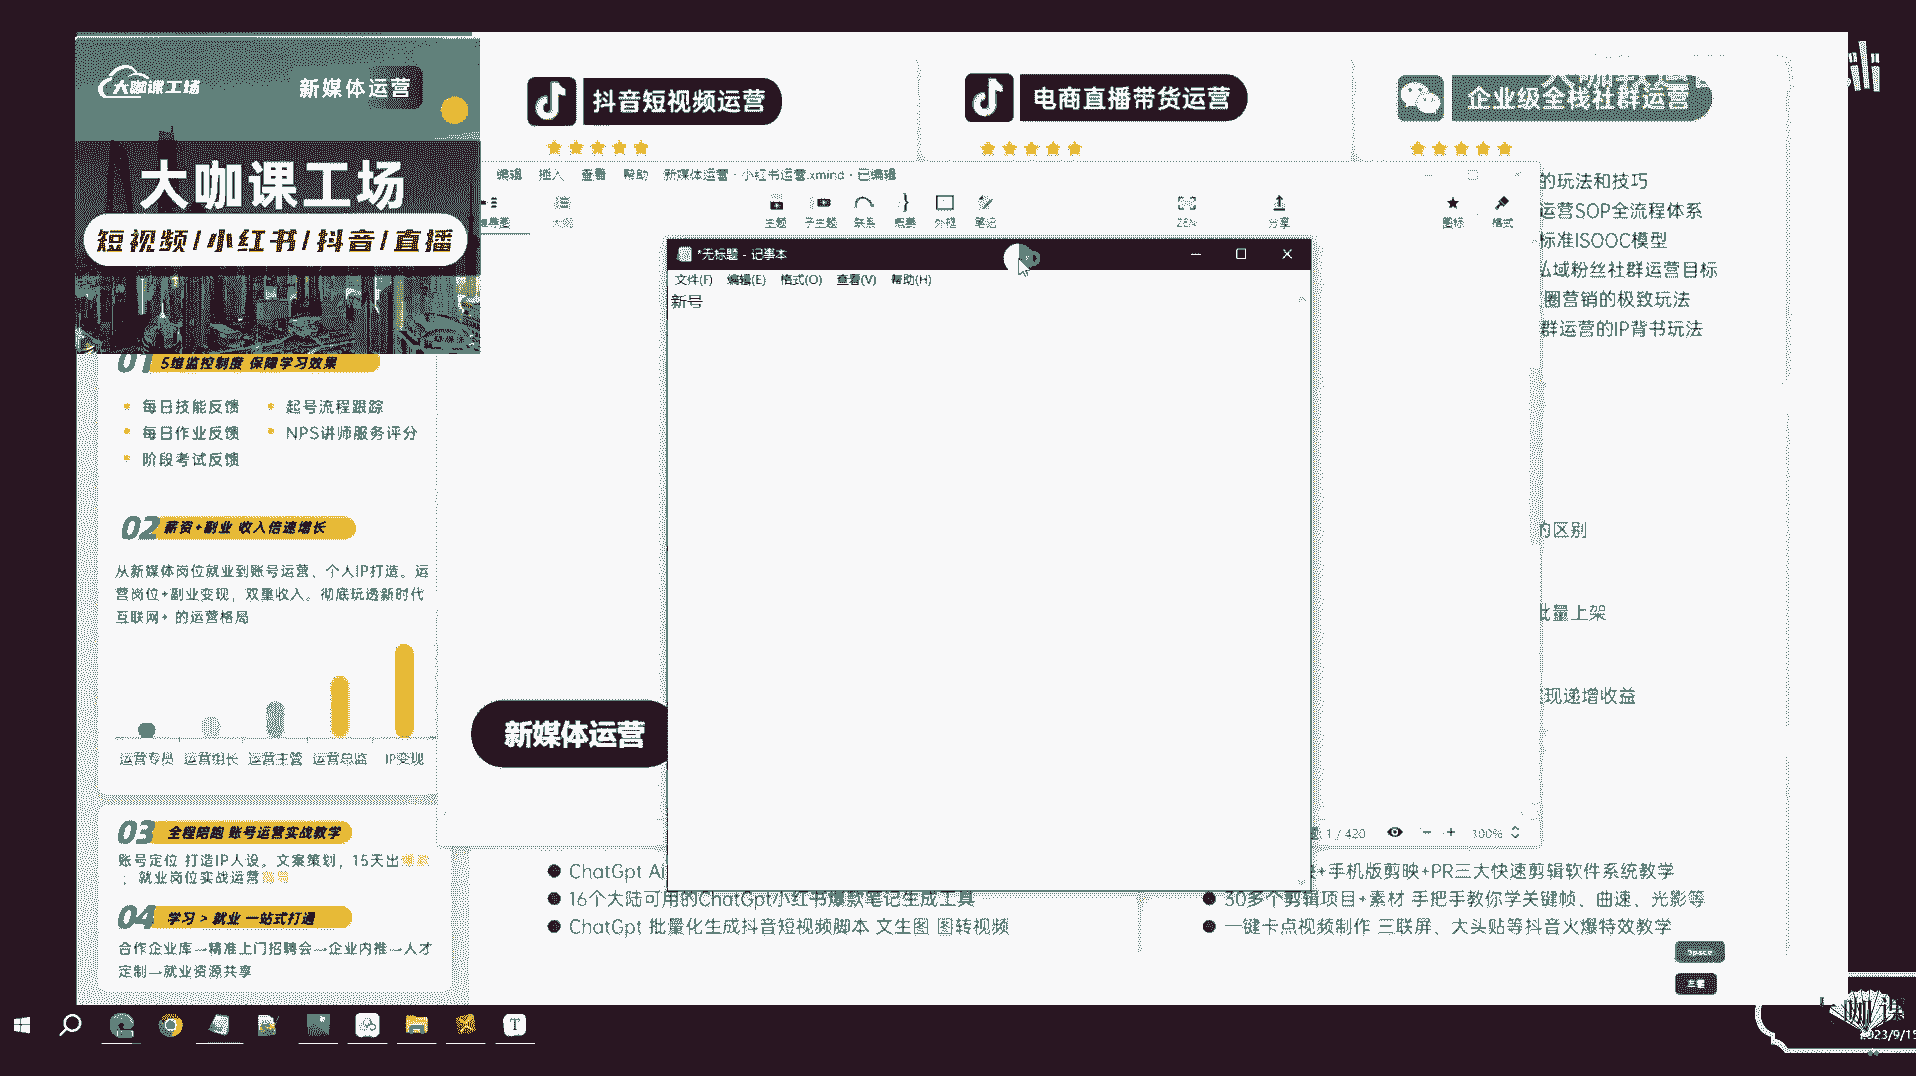 大咖课工场
新媒体运营
大咖课工场
短视频/小红书/抖音/直播
01 5维监控制度 保障学习效果
每日技能反馈
起号流程跟踪
每日作业反馈
NPS讲师服务评分
阶段考试反馈
02 薪资+副业 收入倍速增长
从新媒体岗位就业到账号运营、个人IP打造。运
营岗位+副业变现，双重收入。彻底玩透新时代
互联网+ 的运营格局
运营专员 运营组长 运营主管 运营总监 IP变现
03 全程陪跑 账号运营实战教学
账号定位 打造IP人设。文案策划，15天出
；就业岗位实战运营
04 学习 > 就业 一站式打通
合作企业库→精准上门招聘会→企业内推→人才
定制→就业资源共享
抖音短视频运营
电商直播带货运营
企业级全栈社群运营
编辑 插入 查看 帮助 新媒体运营 - 小红书运营.xmind - 已编辑
主题 子主题 联系 概要 外框 笔记 ZEN 分享 图标 格式
*无标题 - 记事本
文件(F) 编辑(E) 格式(O) 查看(V) 帮助(H)
新号
的玩法和技巧
运营SOP全流程体系
标准ISOOC模型
私域粉丝社群运营目标
圈营销的极致玩法
群运营的IP背书玩法
的区别
批量上架
现递增收益
新媒体运营
1 / 420
100%
ChatGpt
16个大陆可用的ChatGpt小红书爆款笔记生成工具
ChatGpt 批量化生成抖音短视频脚本 文生图 图转视频
+手机版剪映+PR三大快速剪辑软件系统教学
30多个剪辑项目+素材 手把手教你学关键帧、曲速、光影等
一键卡点视频制作 三联屏、大头贴等抖音火爆特效教学
Space
左键
2023/9/15